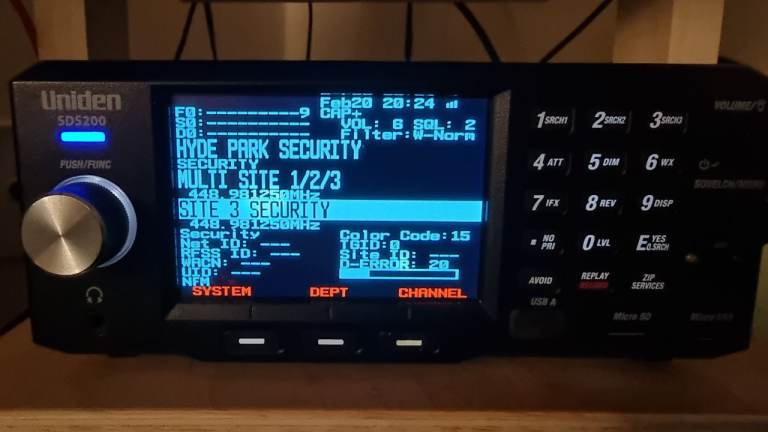 Uniden
SDS200
PUSH/FUNC
Feb20 20:24
F0:---------9 CAP+
S0:---------- VOL: 6 SQL: 2
D0:---------- Filter:W-Norm
HYDE PARK SECURITY
SECURITY
MULTI SITE 1/2/3
448.981250MHz
SITE 3 SECURITY
448.981250MHz
Security Color Code:15
Net ID: --- TGID:0
RFSS ID: --- Site ID: ---
WACN: --- D-ERROR: 20
UID: ---
NFM
SYSTEM DEPT CHANNEL
VOLUME/
1 SRCH1 2 SRCH2 3 SRCH3
4 ATT 5 DIM 6 WX
7 IFX 8 REV 9 DISP
SQUELCH/MENU
. NO PRI 0 LVL E YES O.SRCH
AVOID REPLAY RECORD ZIP SERVICES
USB A
Micro SD